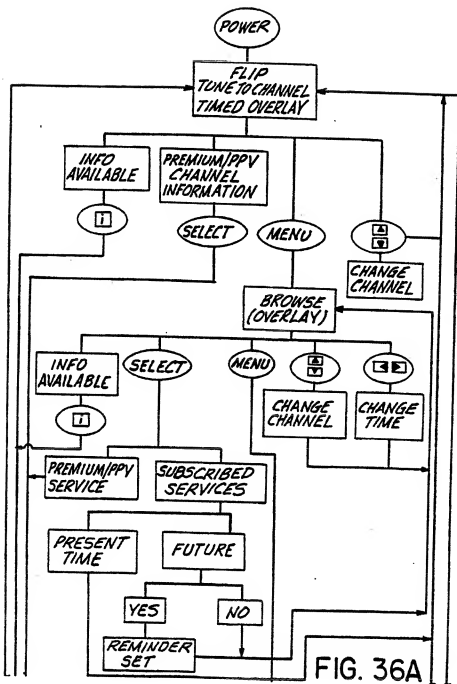 POWER
FLIP
TUNE TO CHANNEL
TIMED OVERLAY
INFO
AVAILABLE
i
PREMIUM/PPV
CHANNEL
INFORMATION
SELECT
MENU
CHANGE
CHANNEL
BROWSE
(OVERLAY)
INFO
AVAILABLE
i
SELECT
MENU
CHANGE
CHANNEL
CHANGE
TIME
PREMIUM/PPV
SERVICE
SUBSCRIBED
SERVICES
PRESENT
TIME
FUTURE
YES
NO
REMINDER
SET
FIG. 36A